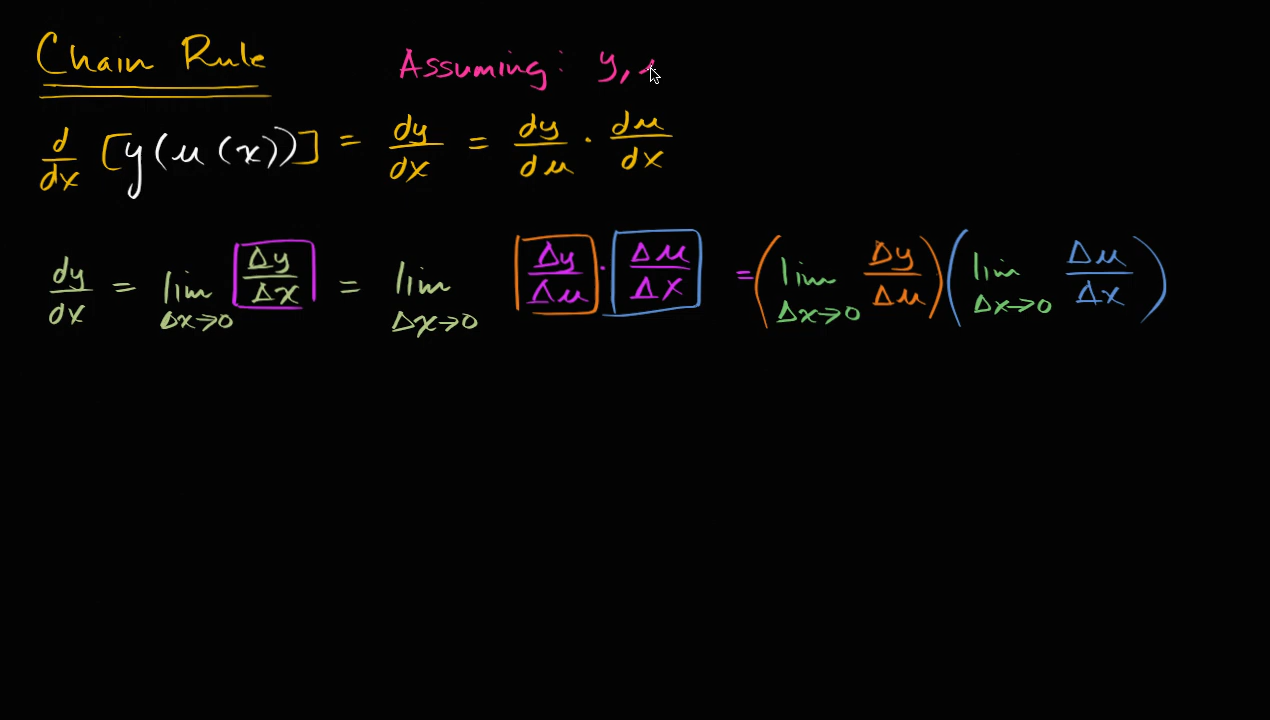 Chain Rule Assuming: y,
d/dx [y(u(x))] = dy/dx = dy/du · du/dx
dy/dx = lim Δx→0 Δy/Δx = lim Δx→0 Δy/Δu · Δu/Δx = (lim Δx→0 Δy/Δu)(lim Δx→0 Δu/Δx)